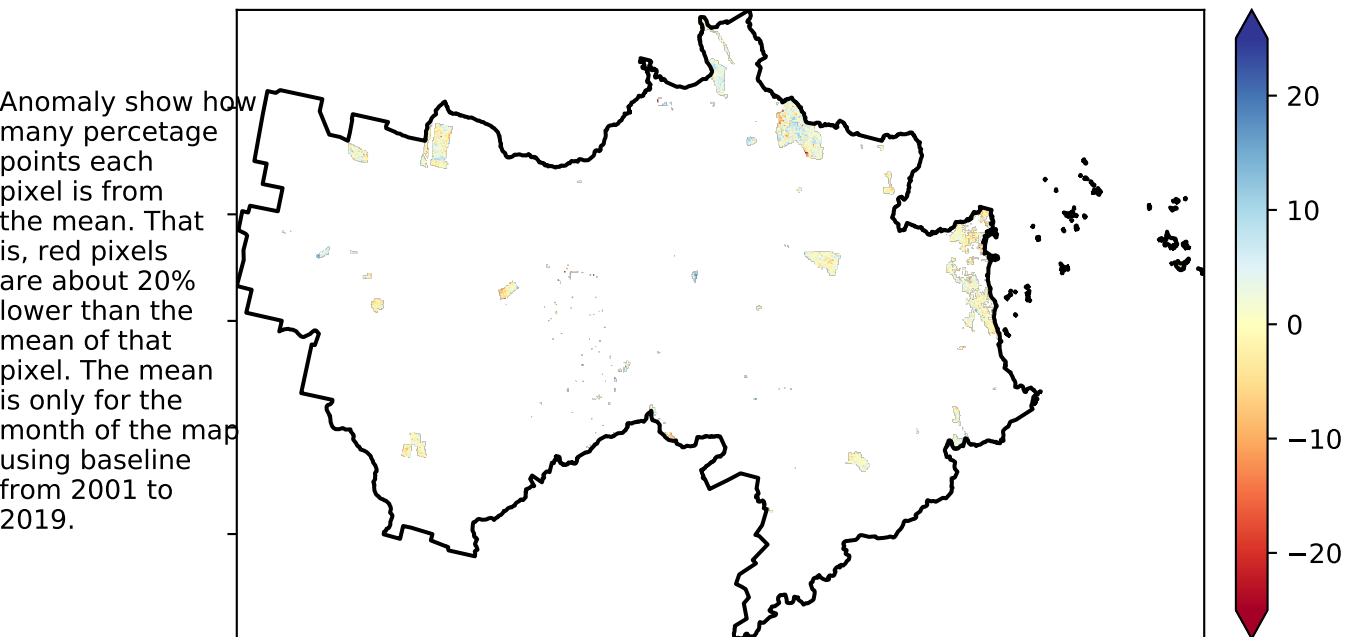 Anomaly show how
many percetage
points each
pixel is from
the mean. That
is, red pixels
are about 20%
lower than the
mean of that
pixel. The mean
is only for the
month of the map
using baseline
from 2001 to
2019.
20
10
0
−10
−20